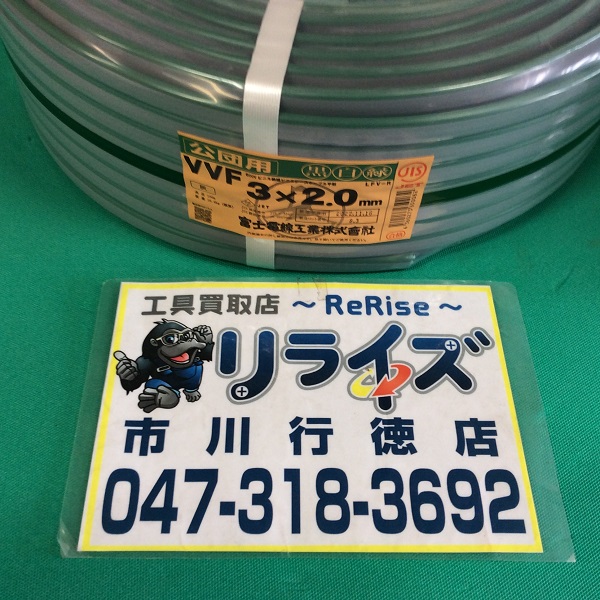 公団用
黒白緑
JIS
VVF 3×2.0mm
LFV-R
富士電線工業株式会社
工具買取店 ～ReRise～
リライズ
市川行徳店
047-318-3692